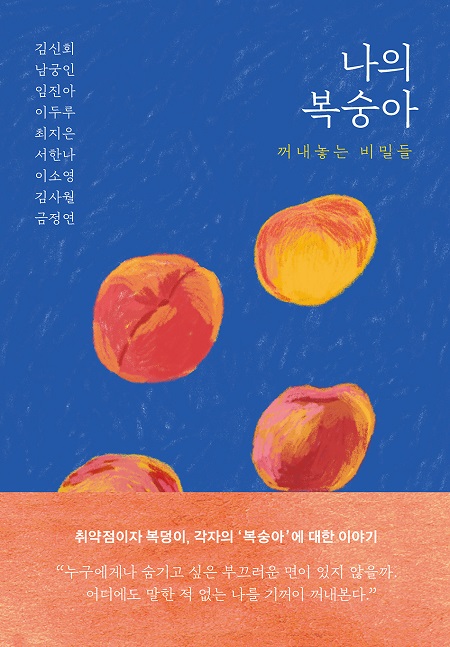 김신회
남궁인
임진아
이두루
최지은
서한나
이소영
김사월
금정연
나의
복숭아
꺼내놓는 비밀들
취약점이자 복덩이, 각자의 ‘복숭아’에 대한 이야기
“누구에게나 숨기고 싶은 부끄러운 면이 있지 않을까.
어디에도 말한 적 없는 나를 기꺼이 꺼내본다.”